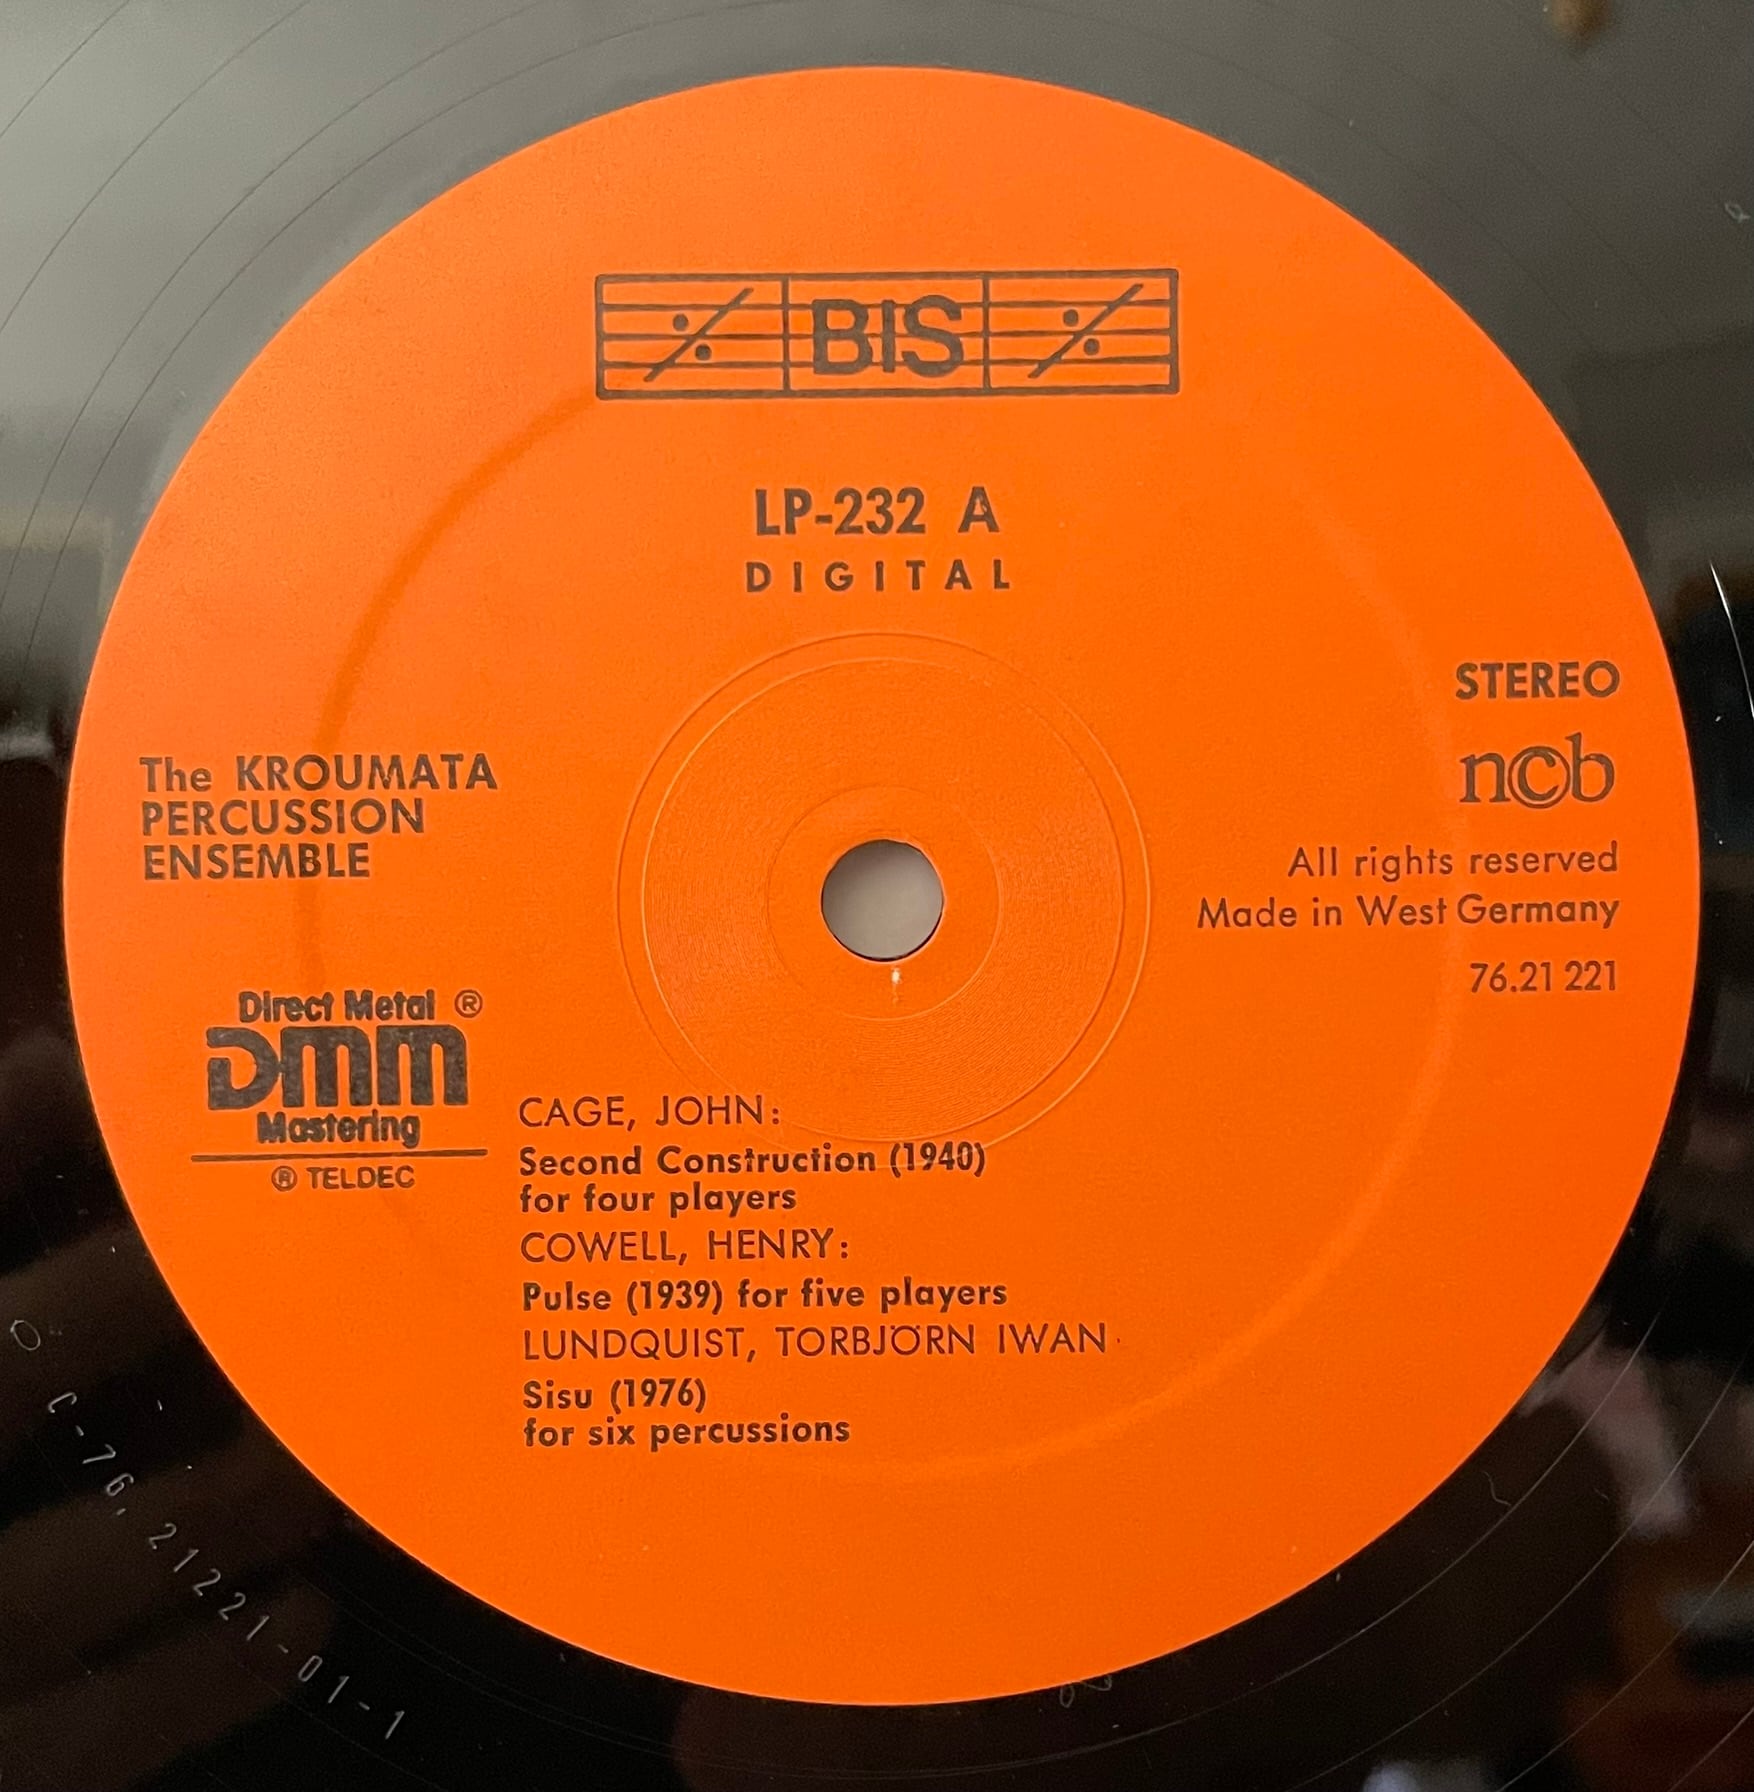 BIS
LP-232 A
DIGITAL
STEREO
n©b
All rights reserved
Made in West Germany
76.21 221
The KROUMATA
PERCUSSION
ENSEMBLE
Direct Metal ®
DMM
Mastering
® TELDEC
CAGE, JOHN:
Second Construction (1940)
for four players
COWELL, HENRY:
Pulse (1939) for five players
LUNDQUIST, TORBJÖRN IWAN
Sisu (1976)
for six percussions
C-76.21221-01-1